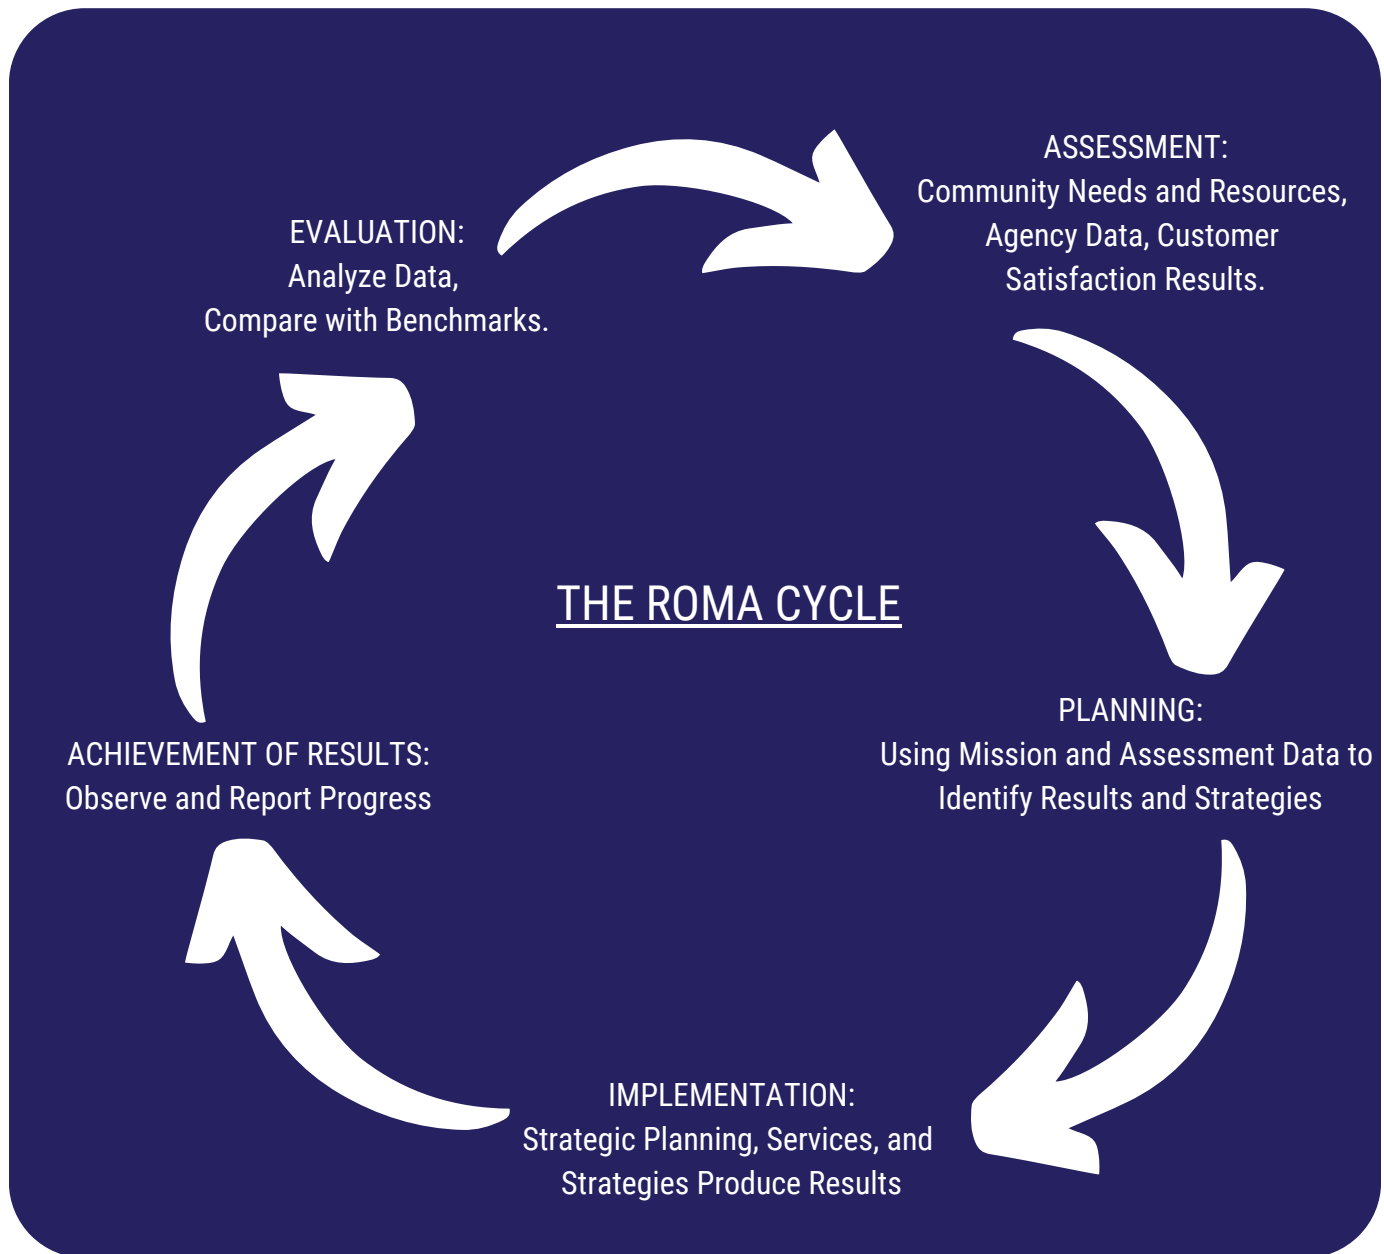 ASSESSMENT:
Community Needs and Resources,
Agency Data, Customer
Satisfaction Results.
EVALUATION:
Analyze Data,
Compare with Benchmarks.
THE ROMA CYCLE
PLANNING:
Using Mission and Assessment Data to
Identify Results and Strategies
ACHIEVEMENT OF RESULTS:
Observe and Report Progress
IMPLEMENTATION:
Strategic Planning, Services, and
Strategies Produce Results